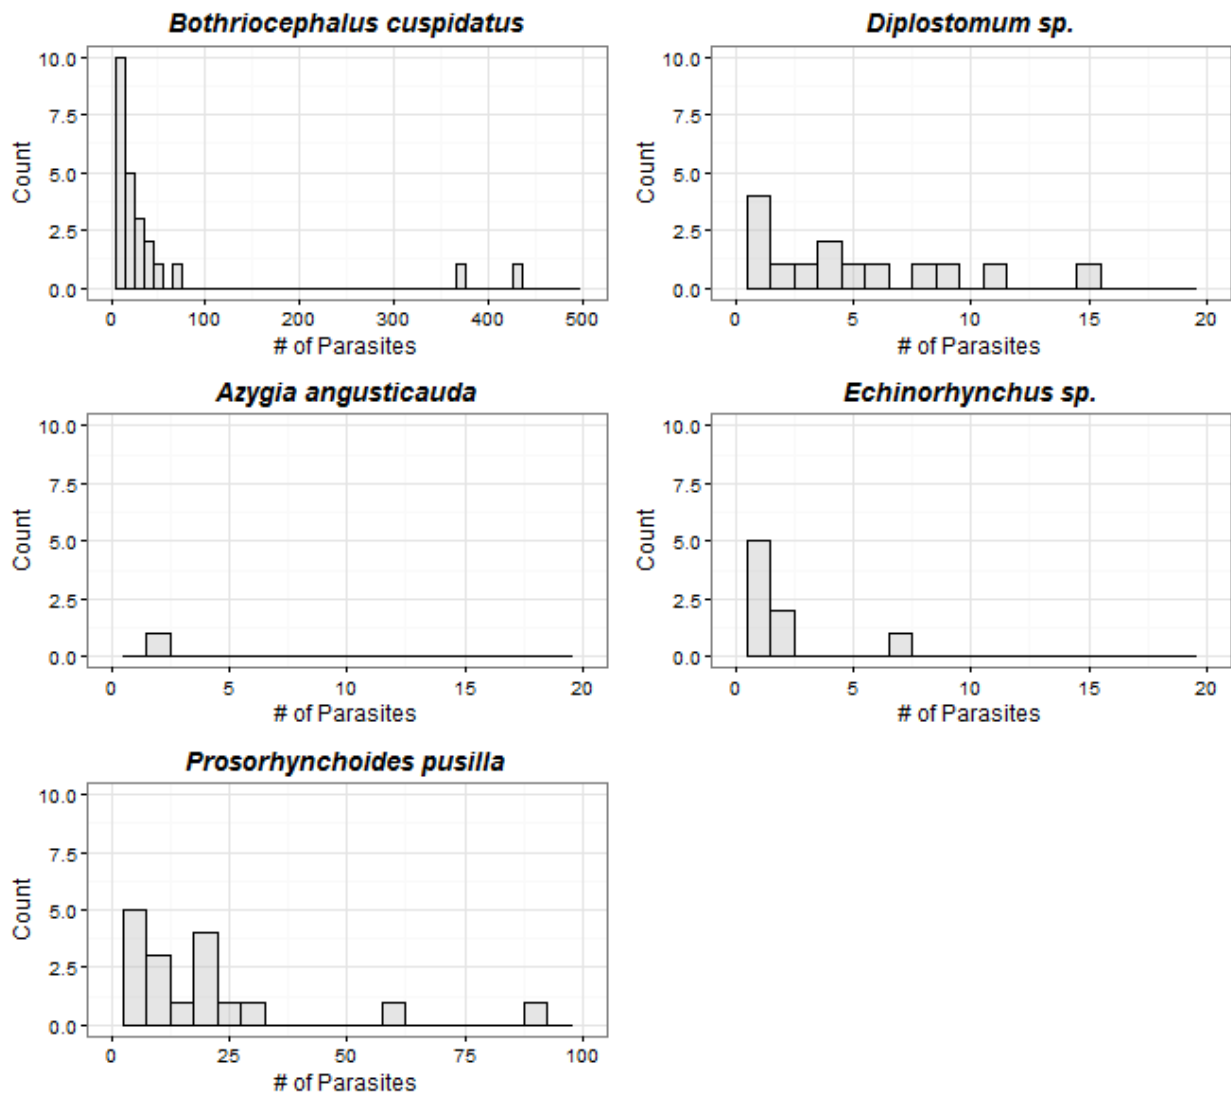 Bothriocephalus cuspidatus
10.0
7.5
5.0
2.5
0.0
Count
0 100 200 300 400 500
# of Parasites
Diplostomum sp.
10.0
7.5
5.0
2.5
0.0
Count
0 5 10 15 20
# of Parasites
Azygia angusticauda
10.0
7.5
5.0
2.5
0.0
Count
0 5 10 15 20
# of Parasites
Echinorhynchus sp.
10.0
7.5
5.0
2.5
0.0
Count
0 5 10 15 20
# of Parasites
Prosorhynchoides pusilla
10.0
7.5
5.0
2.5
0.0
Count
0 25 50 75 100
# of Parasites